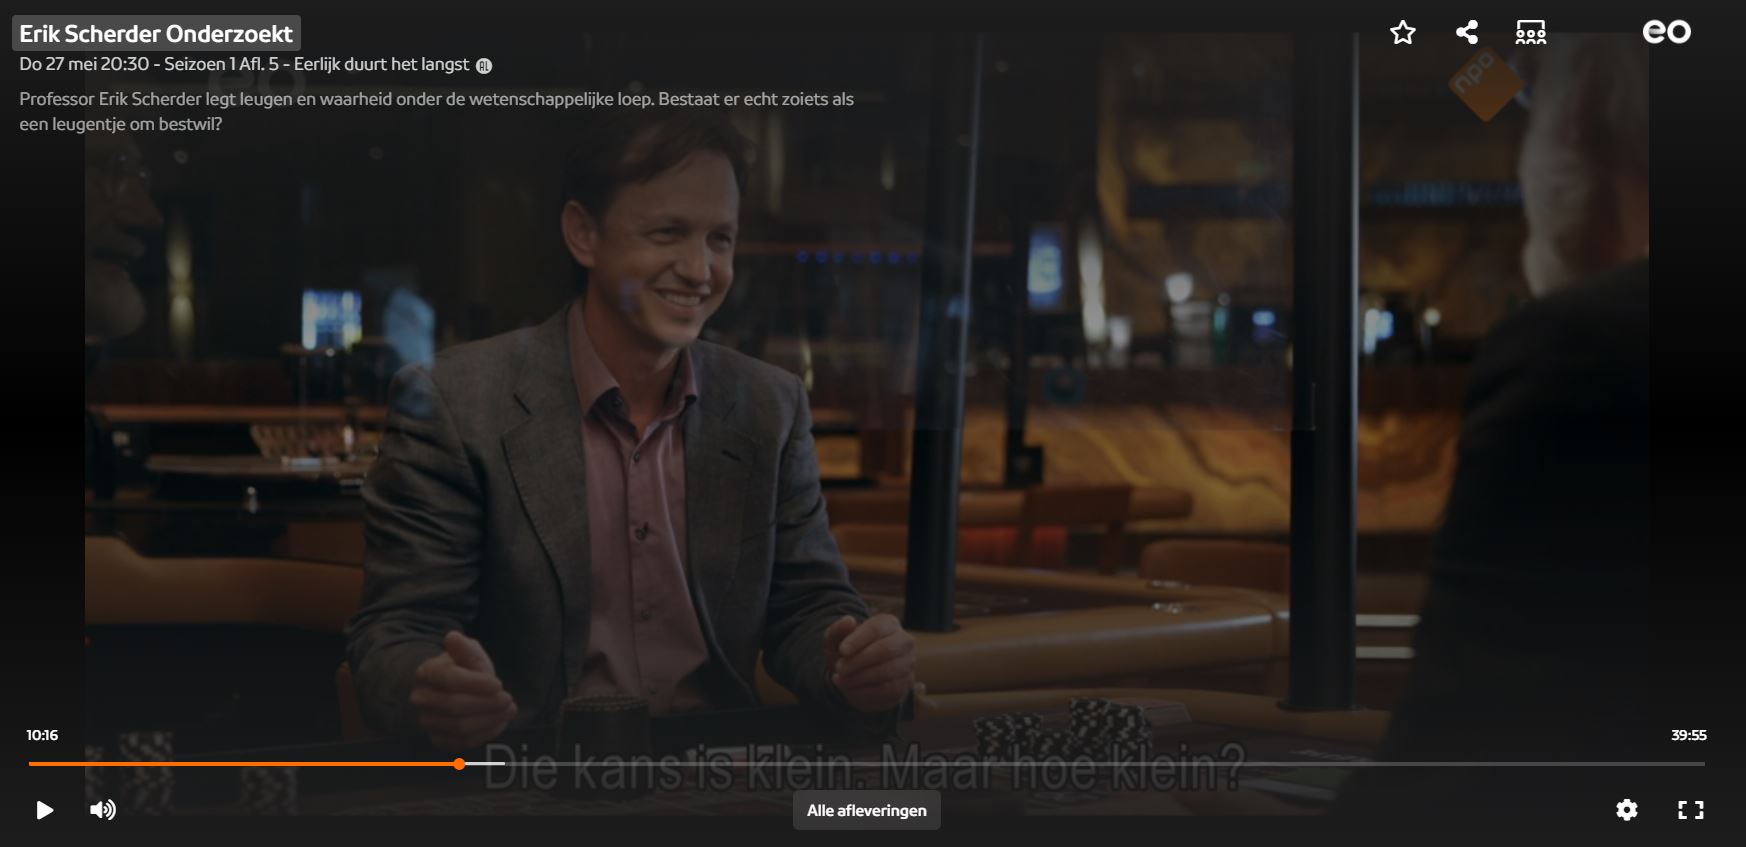 Erik Scherder Onderzoekt
eo
Do 27 mei 20:30 - Seizoen 1 Afl. 5 - Eerlijk duurt het langst AL
npo
Professor Erik Scherder legt leugen en waarheid onder de wetenschappelijke loep. Bestaat er echt zoiets als
een leugentje om bestwil?
10:16
39:55
Die kans is klein. Maar hoe klein?
Alle afleveringen